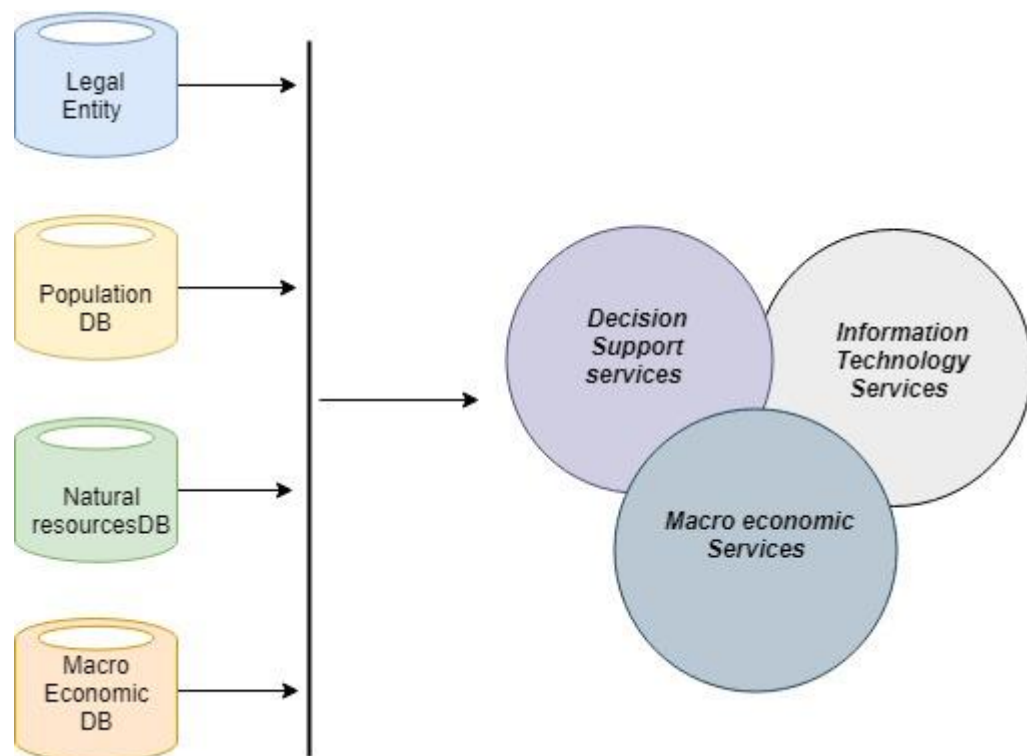 Legal
Entity
Population
DB
Natural
resourcesDB
Macro
Economic
DB
Decision
Support
services
Information
Technology
Services
Macro economic
Services